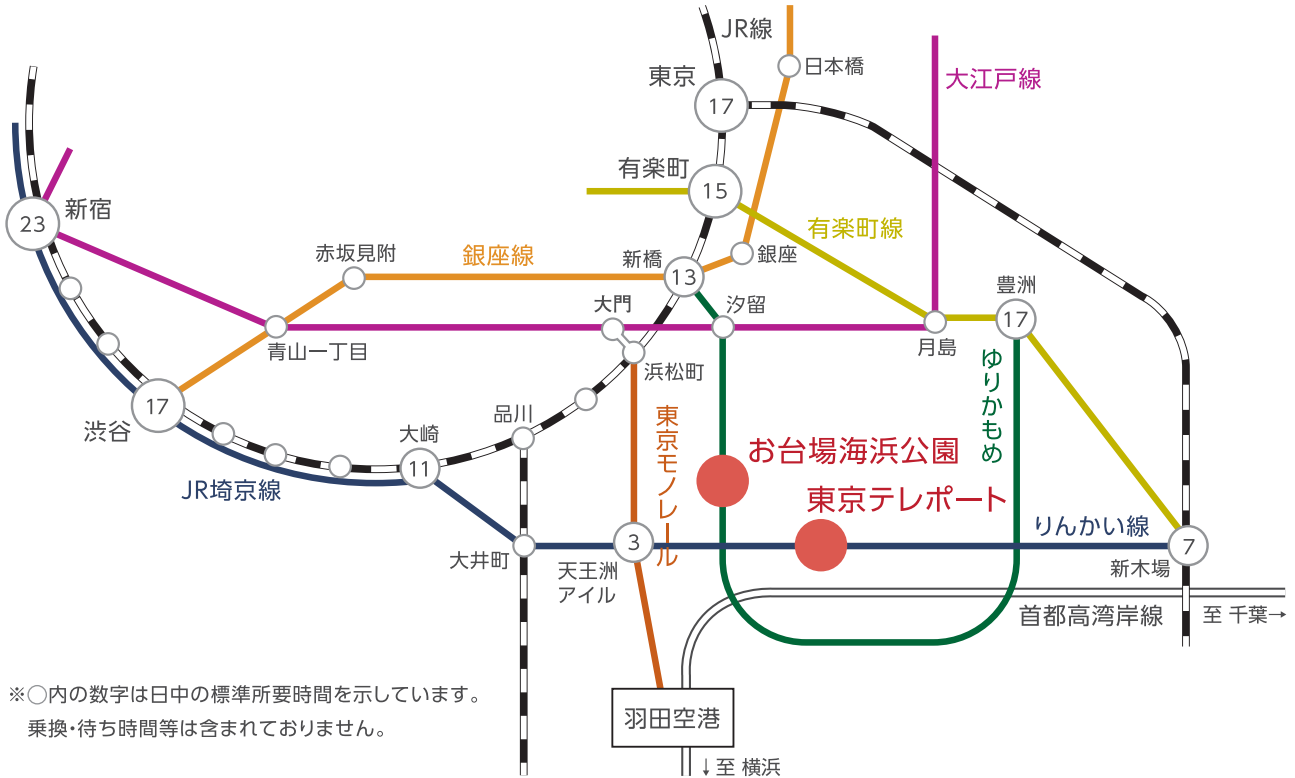 JR線
日本橋
東京
17
大江戸線
有楽町
15
23
新宿
有楽町線
赤坂見附
銀座線
新橋
13
銀座
大門
汐留
豊洲
17
青山一丁目
月島
浜松町
ゆりかもめ
17
渋谷
品川
大崎
11
東京モノレール
お台場海浜公園
JR埼京線
東京テレポート
りんかい線
大井町
3
天王洲
アイル
7
新木場
首都高湾岸線
至 千葉→
※○内の数字は日中の標準所要時間を示しています。
乗換・待ち時間等は含まれておりません。
羽田空港
↓至 横浜